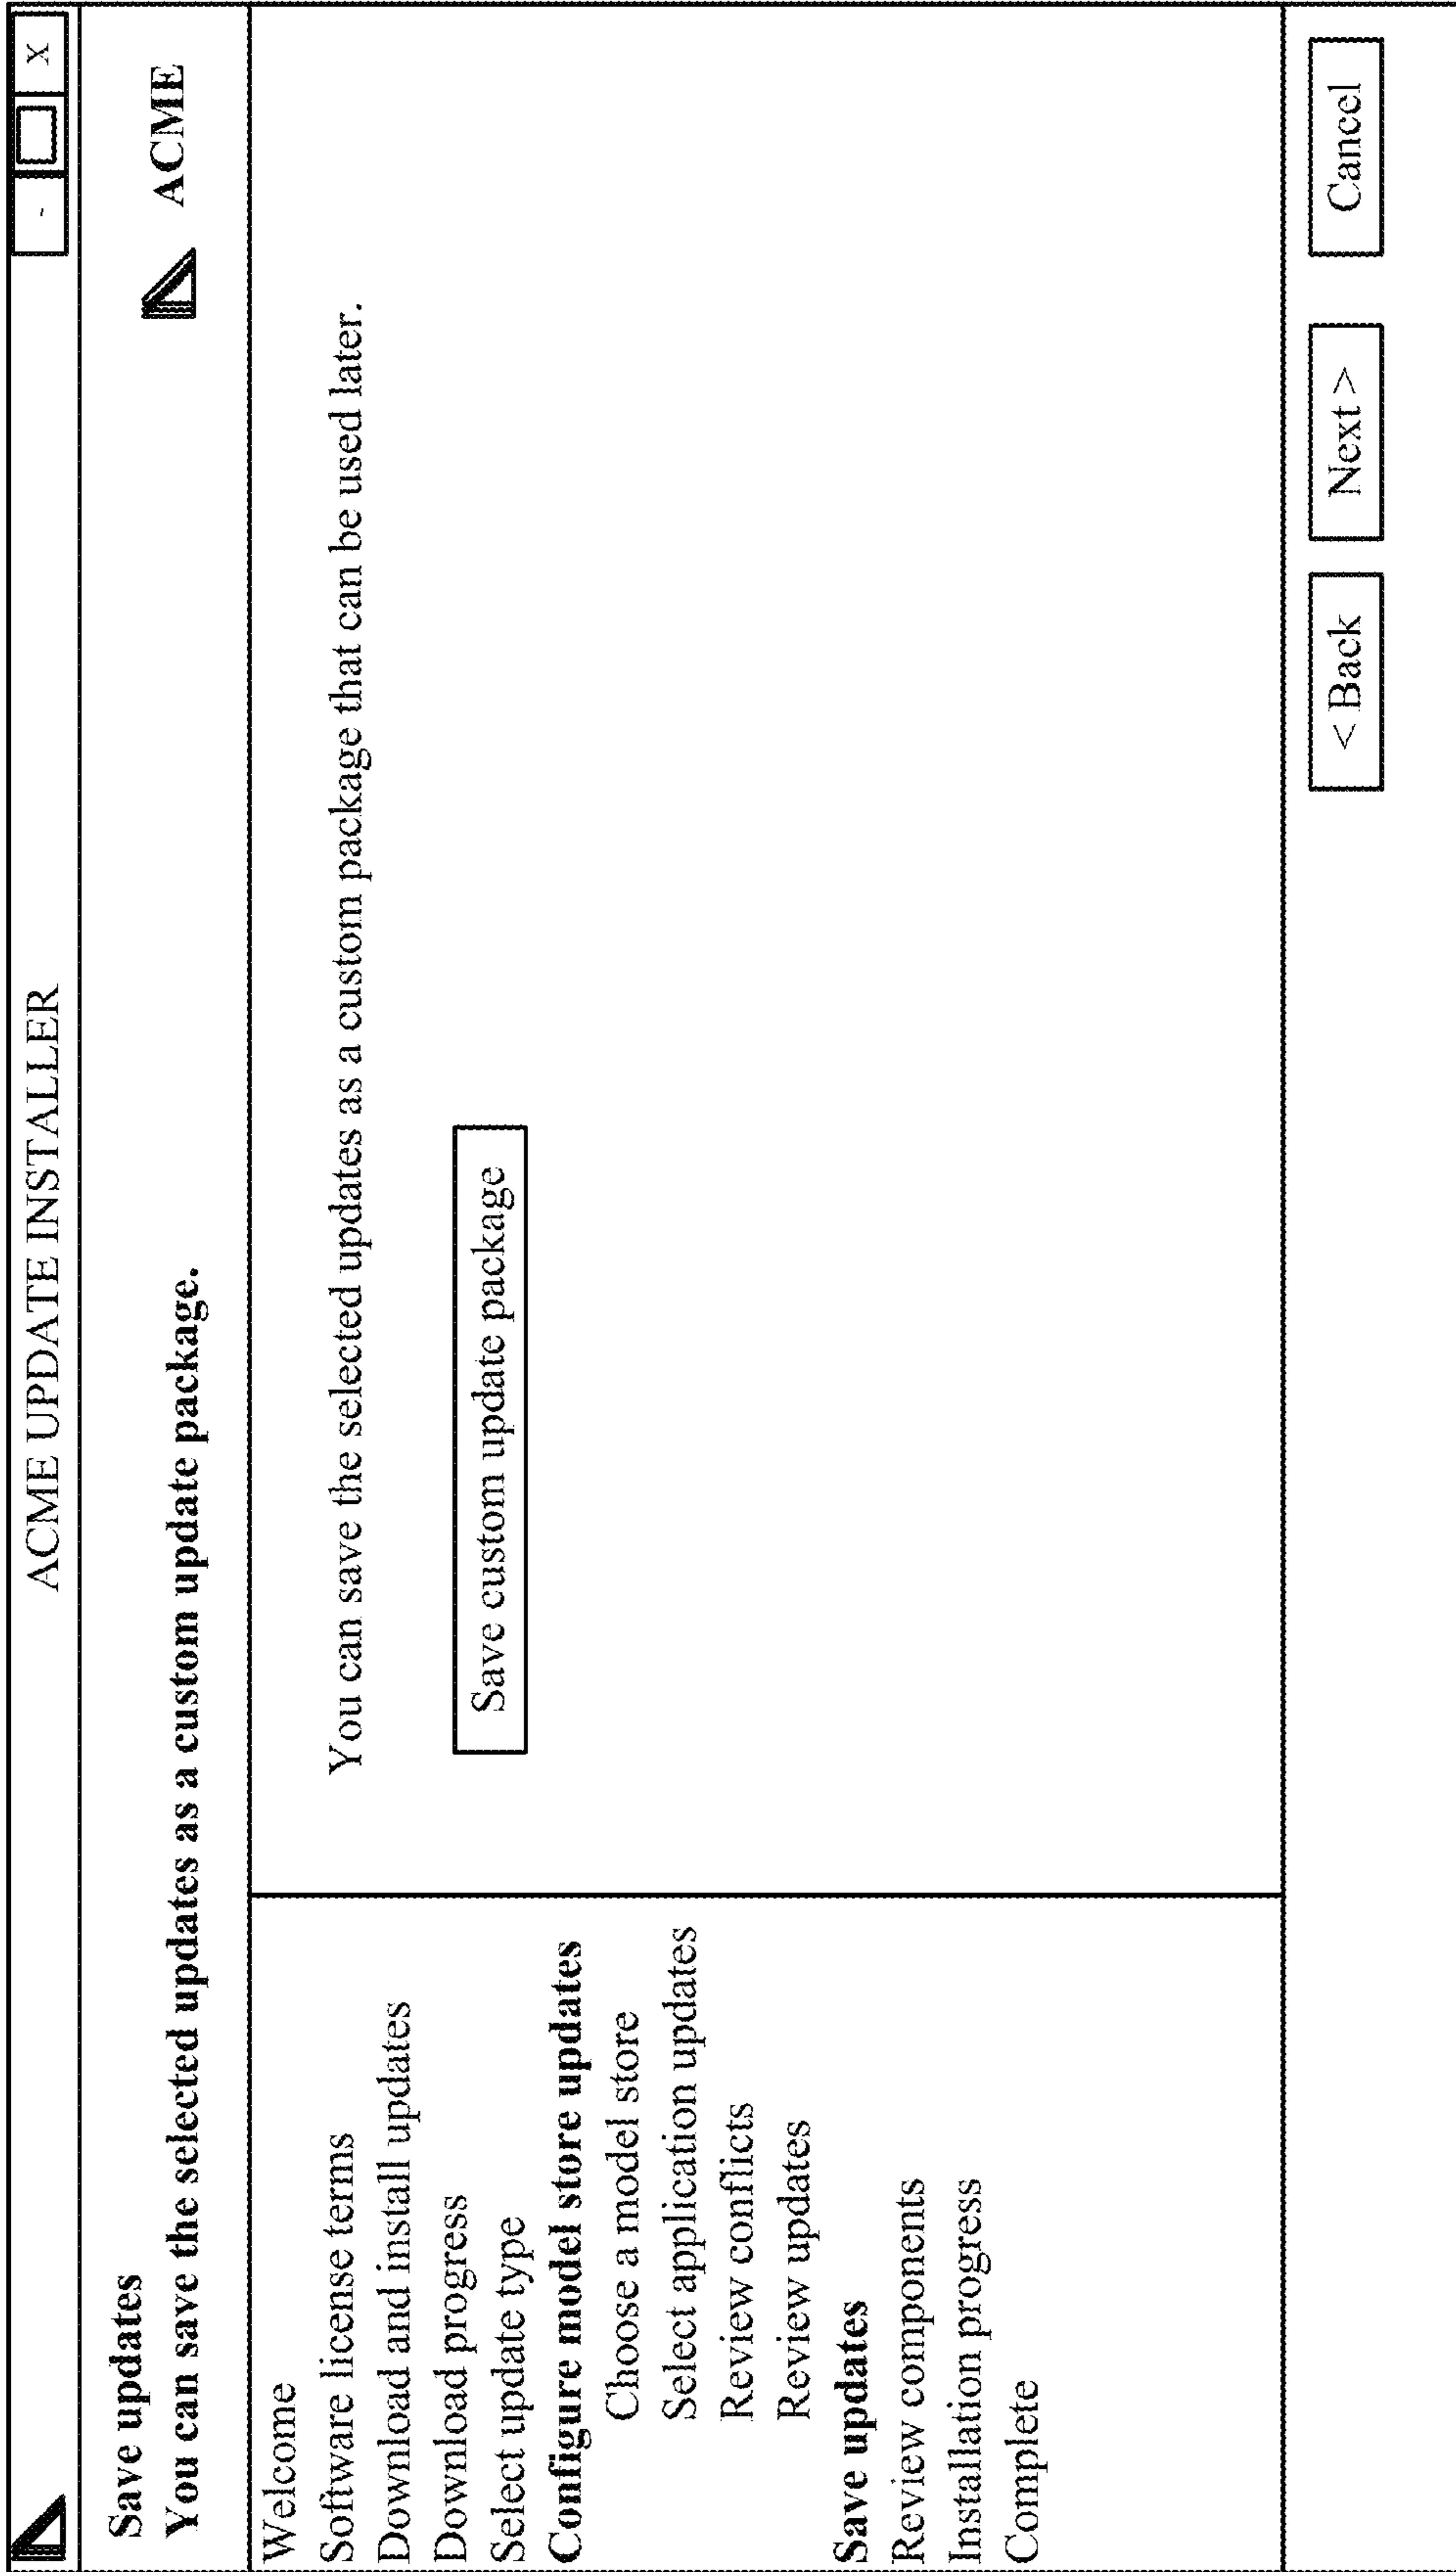 ACME UPDATE INSTALLER
- X
Save updates
You can save the selected updates as a custom update package.
ACME
Welcome
Software license terms
Download and install updates
Download progress
Select update type
Configure model store updates
Choose a model store
Select application updates
Review conflicts
Review updates
Save updates
Review components
Installation progress
Complete
You can save the selected updates as a custom package that can be used later.
Save custom update package
< Back
Next >
Cancel